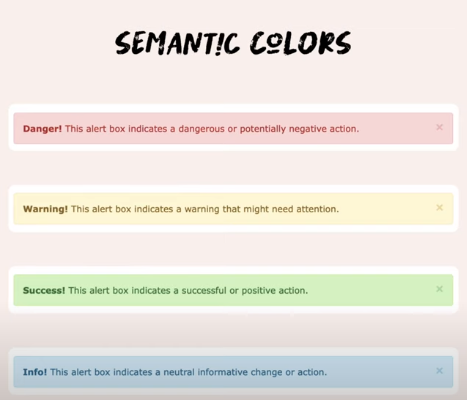 SEMANTIC COLORS
Danger! This alert box indicates a dangerous or potentially negative action. ×
Warning! This alert box indicates a warning that might need attention. ×
Success! This alert box indicates a successful or positive action. ×
Info! This alert box indicates a neutral informative change or action. ×